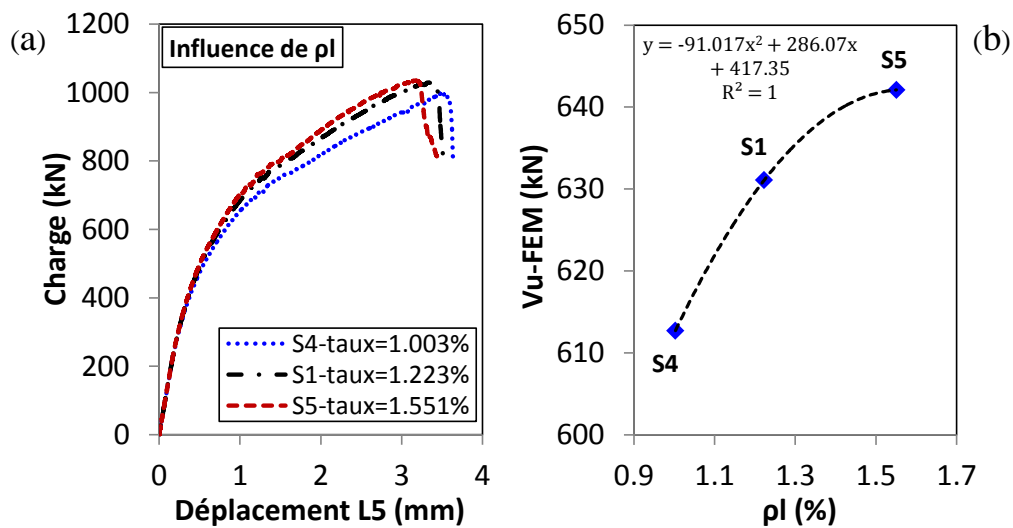 (a)
Influence de ρl
Charge (kN)
1200
1000
800
600
400
200
0
S4-taux=1.003%
S1-taux=1.223%
S5-taux=1.551%
0 1 2 3 4
Déplacement L5 (mm)
(b)
y = -91.017x² + 286.07x
+ 417.35
R² = 1
Vu-FEM (kN)
650
640
630
620
610
600
S5
S1
S4
0.9 1.1 1.3 1.5 1.7
ρl (%)